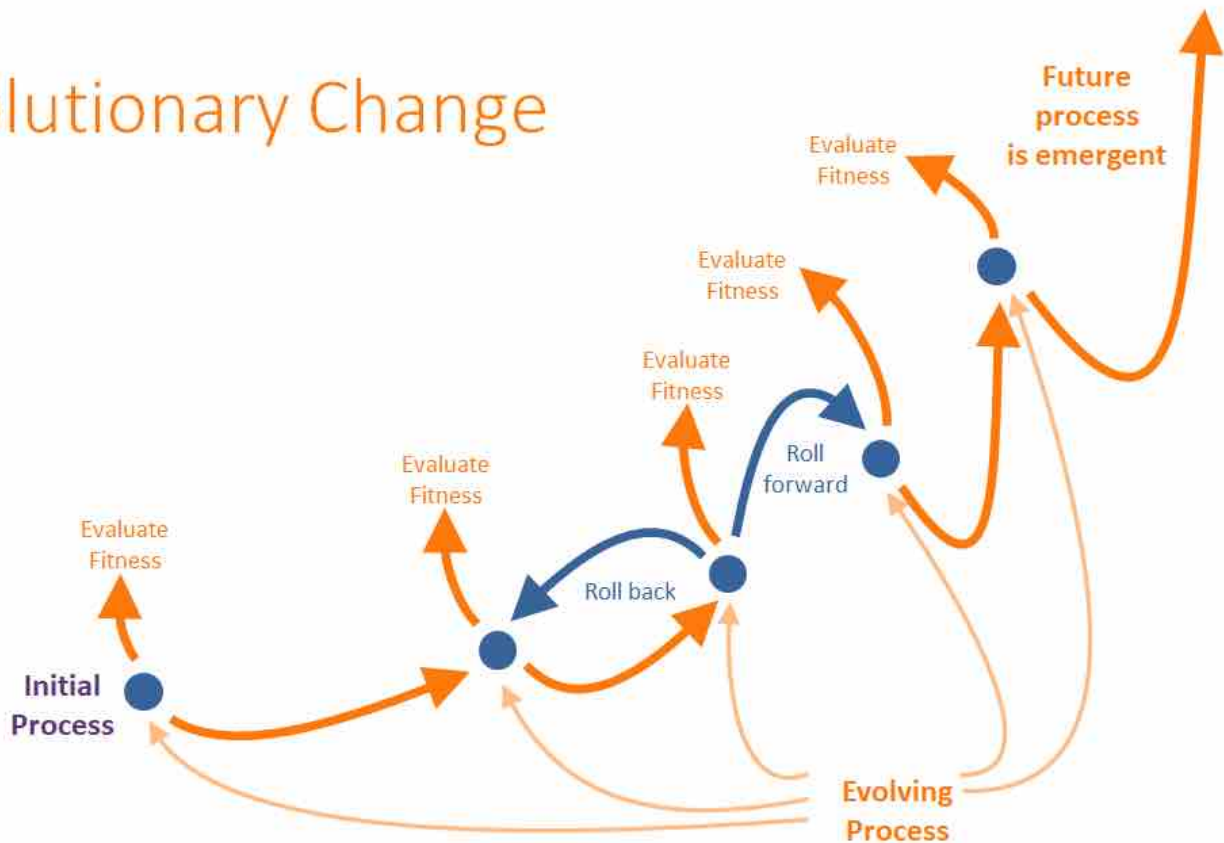 lutionary Change
Future
process
is emergent
Evaluate
Fitness
Evaluate
Fitness
Evaluate
Fitness
Roll
forward
Evaluate
Fitness
Evaluate
Fitness
Roll back
Initial
Process
Evolving
Process